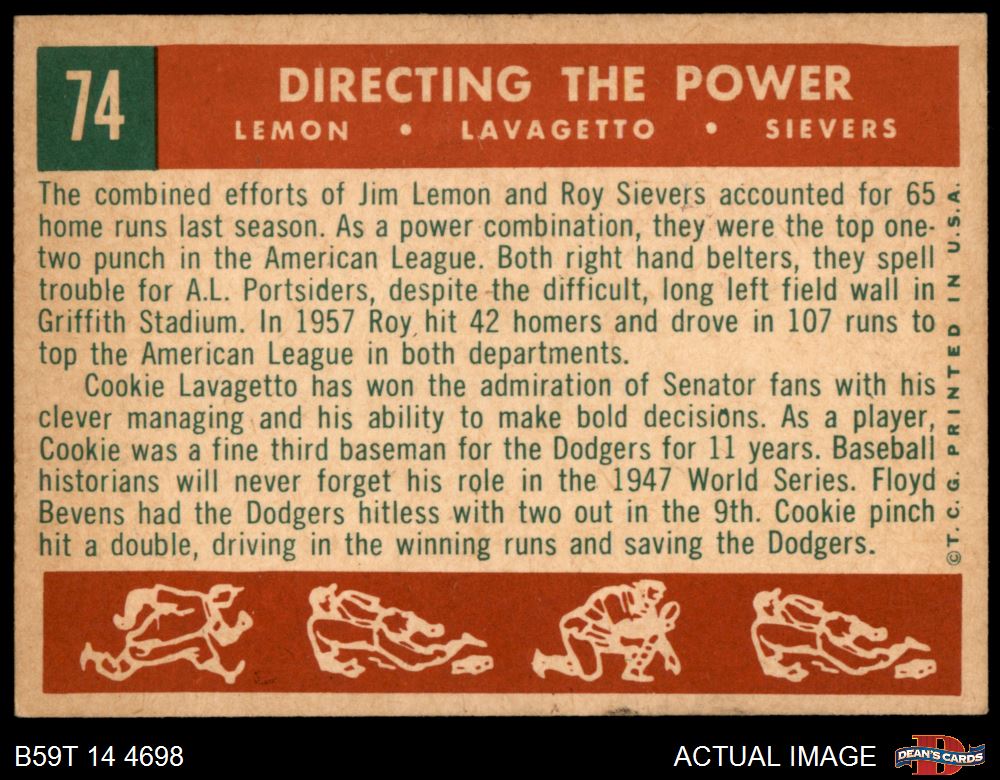 74
DIRECTING THE POWER
LEMON • LAVAGETTO • SIEVERS
The combined efforts of Jim Lemon and Roy Sievers accounted for 65
home runs last season. As a power combination, they were the top one-
two punch in the American League. Both right hand belters, they spell
trouble for A.L. Portsiders, despite the difficult, long left field wall in
Griffith Stadium. In 1957 Roy hit 42 homers and drove in 107 runs to
top the American League in both departments.
Cookie Lavagetto has won the admiration of Senator fans with his
clever managing and his ability to make bold decisions. As a player,
Cookie was a fine third baseman for the Dodgers for 11 years. Baseball
historians will never forget his role in the 1947 World Series. Floyd
Bevens had the Dodgers hitless with two out in the 9th. Cookie pinch
hit a double, driving in the winning runs and saving the Dodgers.
©T.C.G. PRINTED IN U.S.A.
B59T 14 4698
ACTUAL IMAGE
DEAN'S CARDS